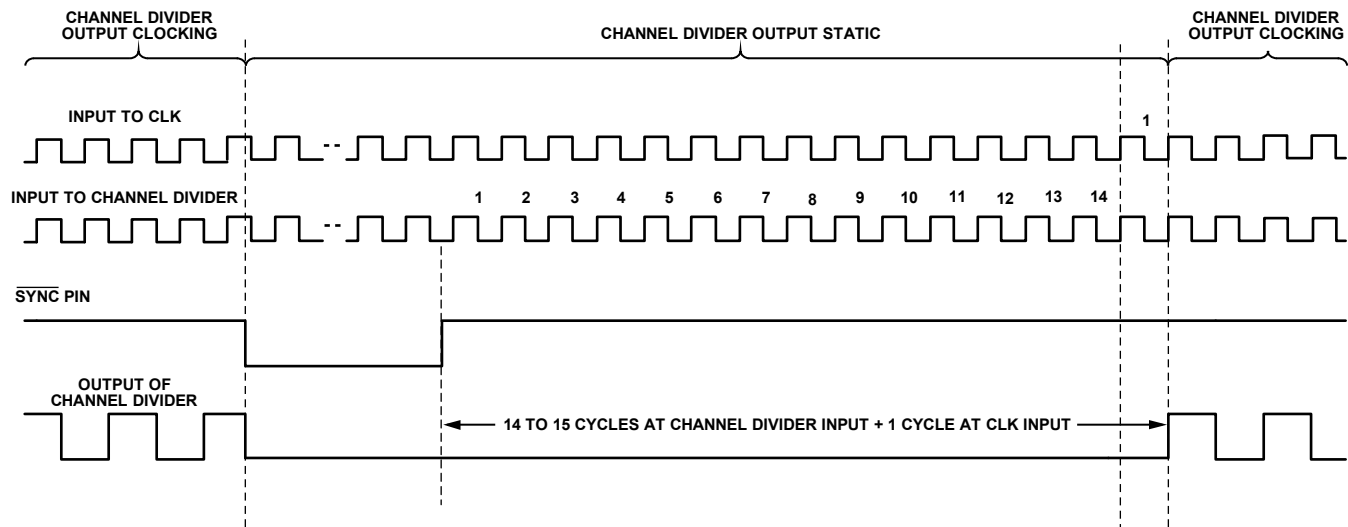 CHANNEL DIVIDER
OUTPUT CLOCKING
CHANNEL DIVIDER OUTPUT STATIC
CHANNEL DIVIDER
OUTPUT CLOCKING
INPUT TO CLK
1
INPUT TO CHANNEL DIVIDER
1 2 3 4 5 6 7 8 9 10 11 12 13 14
SYNC PIN
OUTPUT OF
CHANNEL DIVIDER
14 TO 15 CYCLES AT CHANNEL DIVIDER INPUT + 1 CYCLE AT CLK INPUT